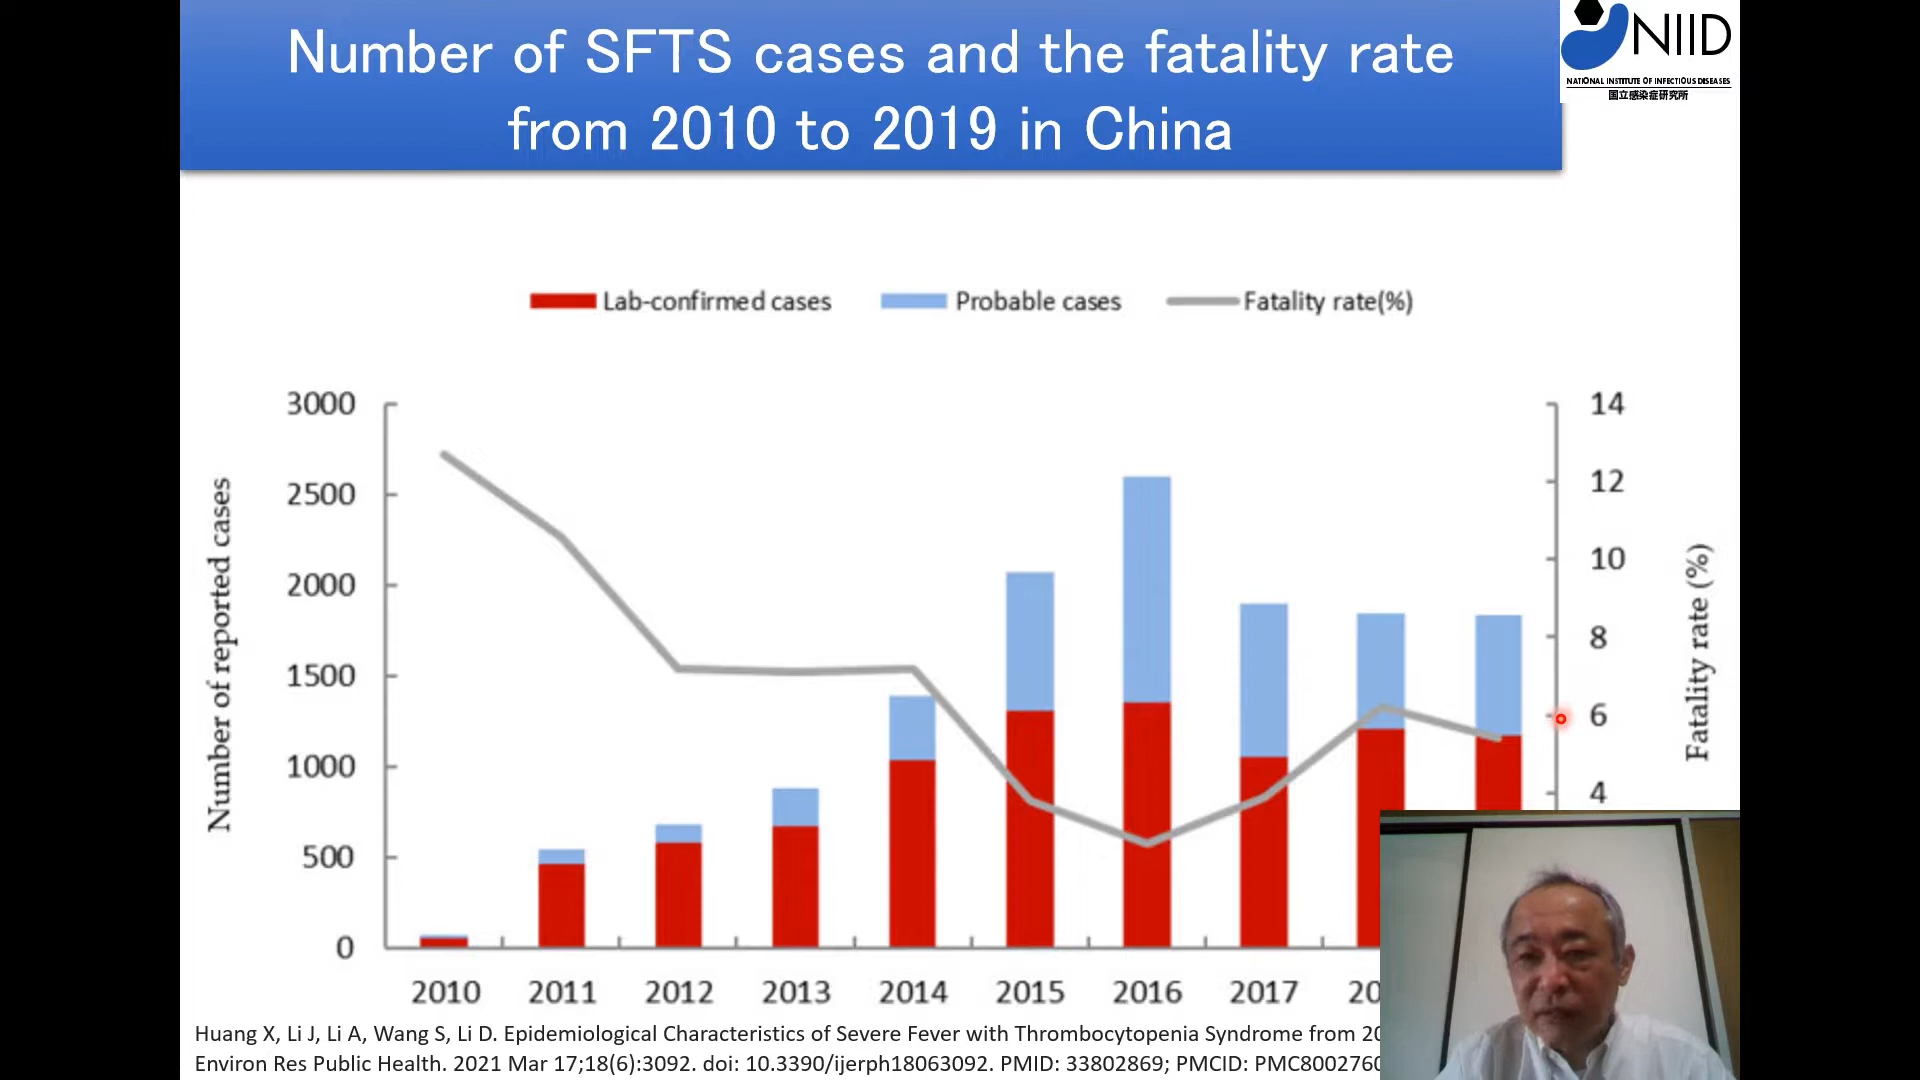 Number of SFTS cases and the fatality rate
from 2010 to 2019 in China
NIID
NATIONAL INSTITUTE OF INFECTIOUS DISEASES
国立感染症研究所
Lab-confirmed cases Probable cases Fatality rate(%)
Number of reported cases
3000
2500
2000
1500
1000
500
0
14
12
10
8
6
4
Fatality rate (%)
2010 2011 2012 2013 2014 2015 2016 2017 20
Huang X, Li J, Li A, Wang S, Li D. Epidemiological Characteristics of Severe Fever with Thrombocytopenia Syndrome from 20
Environ Res Public Health. 2021 Mar 17;18(6):3092. doi: 10.3390/ijerph18063092. PMID: 33802869; PMCID: PMC8002760